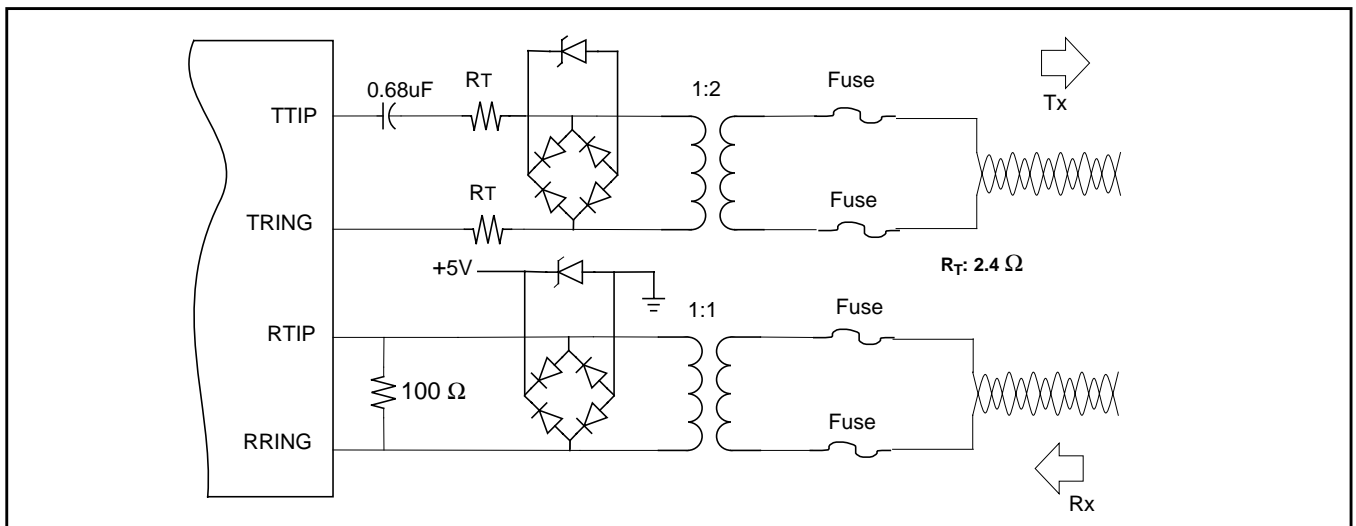 TTIP
0.68uF
RT
1:2
Fuse
Tx
RT
TRING
Fuse
RT: 2.4 Ω
+5V
1:1
Fuse
RTIP
100 Ω
RRING
Fuse
Rx